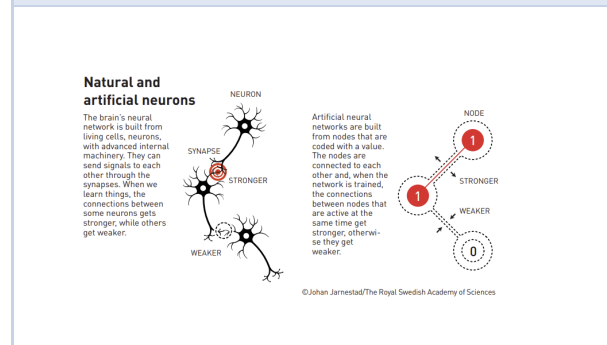 Natural and
artificial neurons
The brain's neural
network is built from
living cells, neurons,
with advanced internal
machinery. They can
send signals to each
other through the
synapses. When we
learn things, the
connections between
some neurons gets
stronger, while others
get weaker.
NEURON
SYNAPSE
STRONGER
WEAKER
Artificial neural
networks are built
from nodes that are
coded with a value.
The nodes are
connected to each
other and, when the
network is trained,
the connections
between nodes that
are active at the
same time get
stronger, otherwi-
se they get
weaker.
NODE
1
STRONGER
1
WEAKER
0
©Johan Jarnestad/The Royal Swedish Academy of Sciences